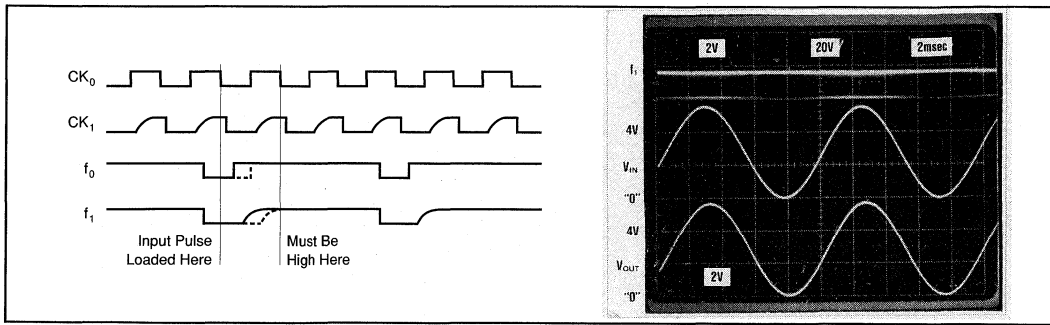 CK0
CK1
f0
f1
Input Pulse
Loaded Here
Must Be
High Here
2V 20V 2msec
f1
4V
VIN
"0"
4V
VOUT
"0"
2V